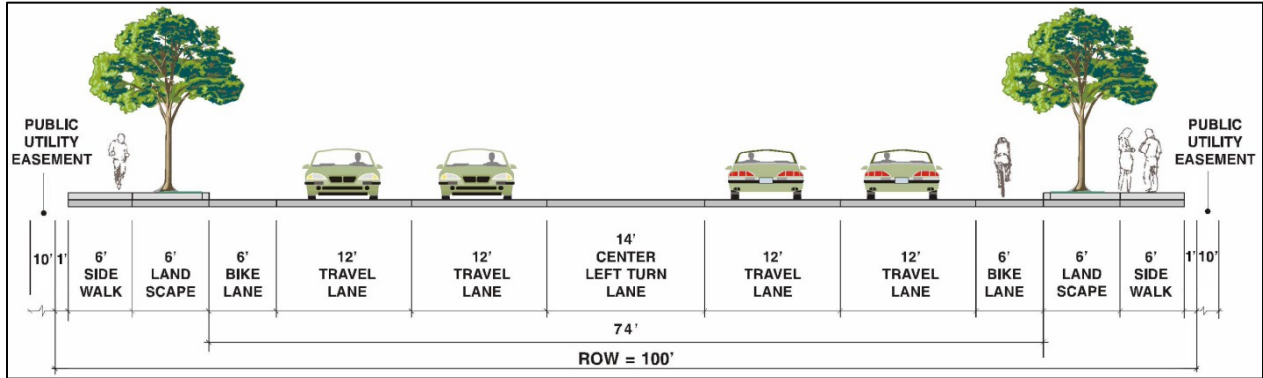 PUBLIC
UTILITY
EASEMENT
PUBLIC
UTILITY
EASEMENT
10'
1'
6'
SIDE
WALK
6'
LAND
SCAPE
6'
BIKE
LANE
12'
TRAVEL
LANE
12'
TRAVEL
LANE
14'
CENTER
LEFT TURN
LANE
12'
TRAVEL
LANE
12'
TRAVEL
LANE
6'
BIKE
LANE
6'
LAND
SCAPE
6'
SIDE
WALK
1'
10'
74'
ROW = 100'